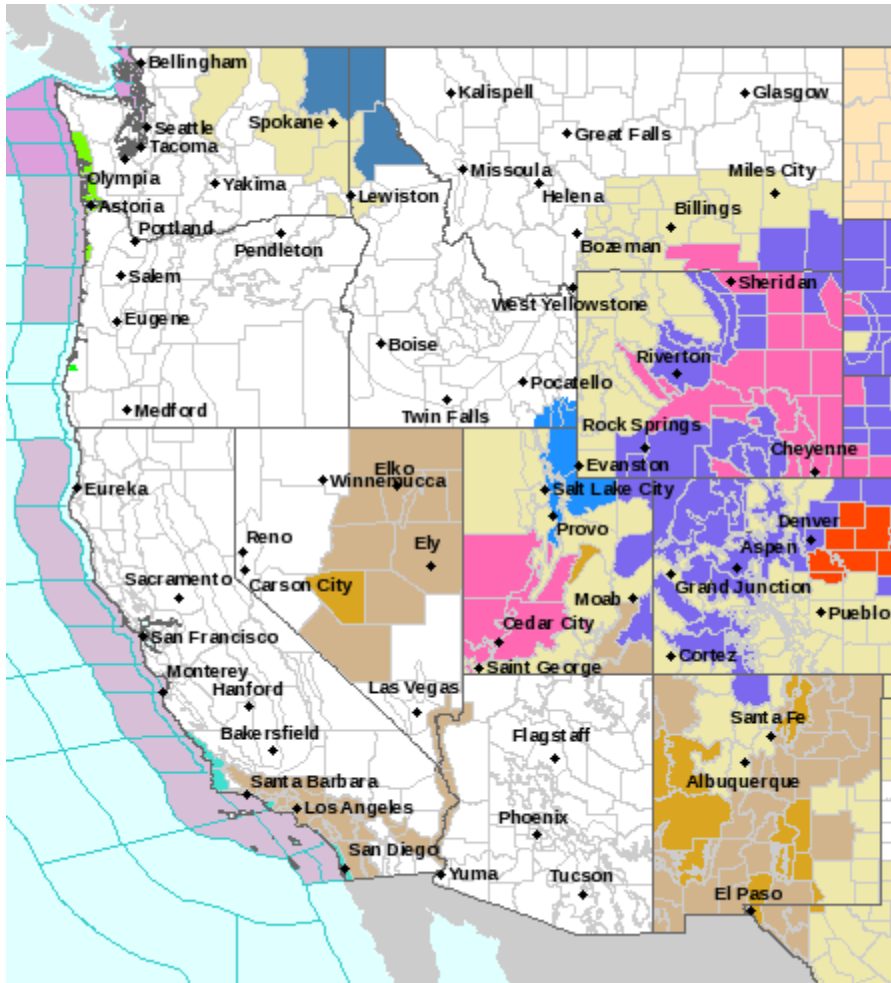 Bellingham
Kalispell
Glasgow
Seattle
Spokane
Great Falls
Tacoma
Olympia
Missoula
Miles City
Yakima
Helena
Lewiston
Astoria
Billings
Portland
Pendleton
Bozeman
Salem
Sheridan
West Yellowstone
Eugene
Boise
Riverton
Pocatello
Medford
Twin Falls
Rock Springs
Cheyenne
Elko
Evanston
Eureka
Winnemucca
Salt Lake City
Provo
Denver
Reno
Ely
Aspen
Sacramento
Carson City
Grand Junction
Moab
Pueblo
San Francisco
Cedar City
Cortez
Monterey
Saint George
Hanford
Las Vegas
Santa Fe
Bakersfield
Flagstaff
Santa Barbara
Albuquerque
Los Angeles
Phoenix
San Diego
Yuma
Tucson
El Paso